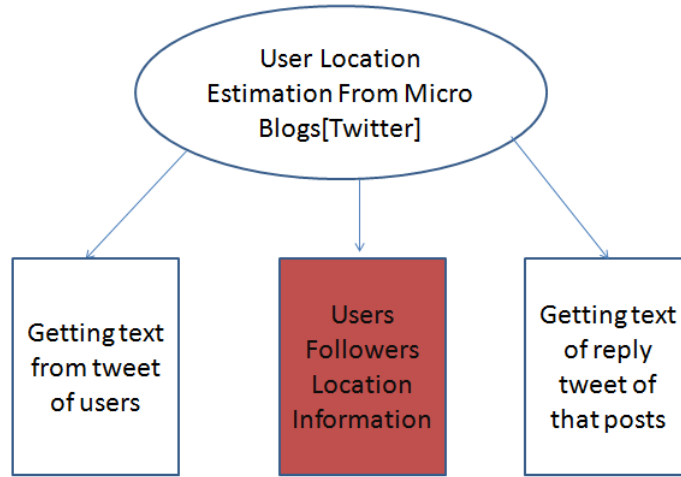 User Location
Estimation From Micro
Blogs[Twitter]
Getting text
from tweet
of users
Users
Followers
Location
Information
Getting text
of reply
tweet of
that posts